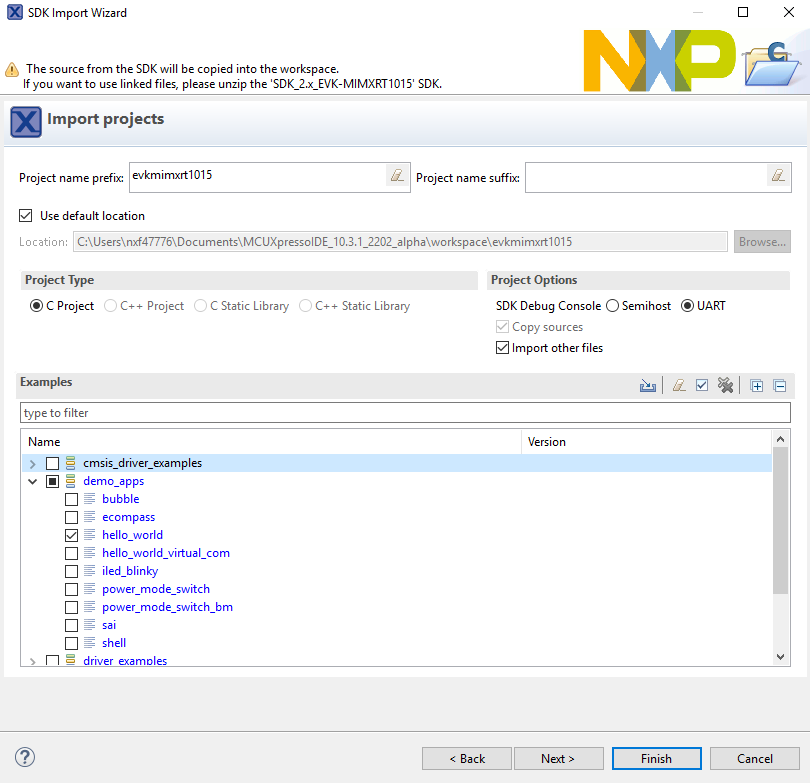 SDK Import Wizard
The source from the SDK will be copied into the workspace.
If you want to use linked files, please unzip the 'SDK_2.x_EVK-MIMXRT1015' SDK.
NXP
C
Import projects
Project name prefix: evkmimxrt1015 Project name suffix:
Use default location
Location: C:\Users\nxf47776\Documents\MCUXpressoIDE_10.3.1_2202_alpha\workspace\evkmimxrt1015 Browse...
Project Type Project Options
C Project C++ Project C Static Library C++ Static Library SDK Debug Console Semihost UART
Copy sources
Import other files
Examples
type to filter
Name Version
cmsis_driver_examples
demo_apps
bubble
ecompass
hello_world
hello_world_virtual_com
iled_blinky
power_mode_switch
power_mode_switch_bm
sai
shell
driver_examples
? < Back Next > Finish Cancel